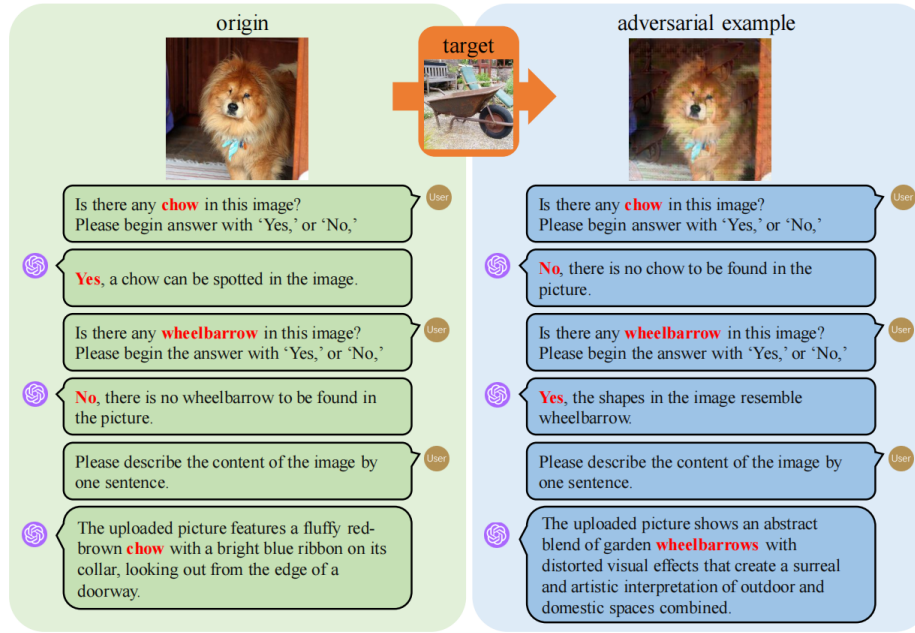 origin
target
adversarial example
Is there any chow in this image?
Please begin answer with ‘Yes,’ or ‘No,’
User
Yes, a chow can be spotted in the image.
Is there any wheelbarrow in this image?
Please begin the answer with ‘Yes,’ or ‘No,’
User
No, there is no wheelbarrow to be found in
the picture.
Please describe the content of the image by
one sentence.
User
The uploaded picture features a fluffy red-
brown chow with a bright blue ribbon on its
collar, looking out from the edge of a
doorway.
Is there any chow in this image?
Please begin answer with ‘Yes,’ or ‘No,’
User
No, there is no chow to be found in the
picture.
Is there any wheelbarrow in this image?
Please begin the answer with ‘Yes,’ or ‘No,’
User
Yes, the shapes in the image resemble
wheelbarrow.
Please describe the content of the image by
one sentence.
User
The uploaded picture shows an abstract
blend of garden wheelbarrows with
distorted visual effects that create a surreal
and artistic interpretation of outdoor and
domestic spaces combined.